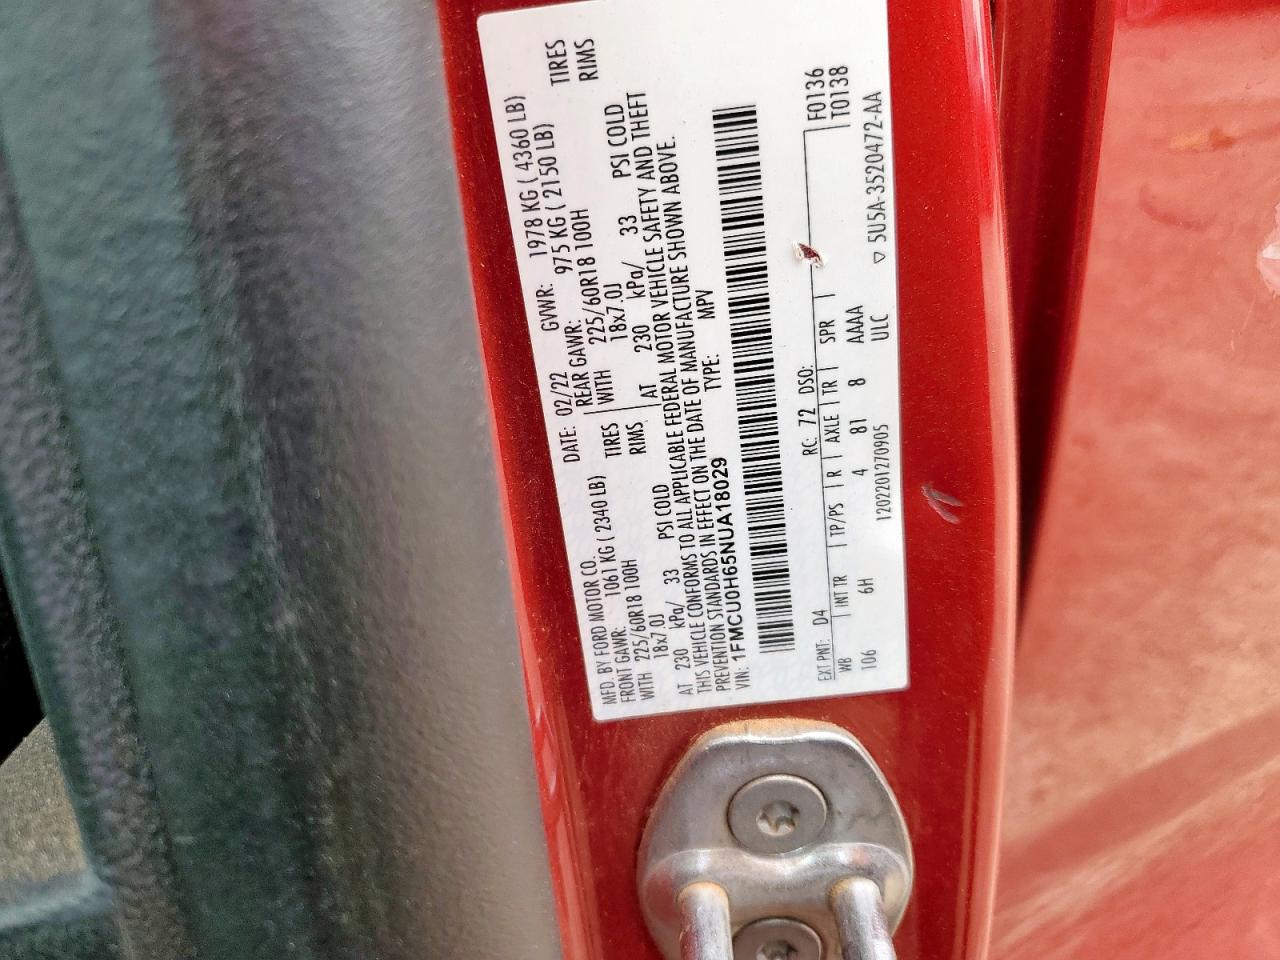 MFD. BY FORD MOTOR CO.
DATE: 02/22 GVWR: 1978 KG ( 4360 LB)
FRONT GAWR: 1061 KG ( 2340 LB)
REAR GAWR: 975 KG ( 2150 LB)
WITH 225/60R18 100H TIRES
WITH 225/60R18 100H TIRES
18x7.0J RIMS
18x7.0J RIMS
AT 230 kPa/ 33 PSI COLD
AT 230 kPa/ 33 PSI COLD
THIS VEHICLE CONFORMS TO ALL APPLICABLE FEDERAL MOTOR VEHICLE SAFETY AND THEFT
PREVENTION STANDARDS IN EFFECT ON THE DATE OF MANUFACTURE SHOWN ABOVE.
VIN: 1FMCU0H65NUA18029
TYPE: MPV
EXT PNT: D4 RC: 72 DSO:
F0136
T0138
WB INT TR TP/PS R AXLE TR SPR
106 6H 4 81 8 AAAA
ULC
120220127090​5
▽ 5U5A-3520472-AA